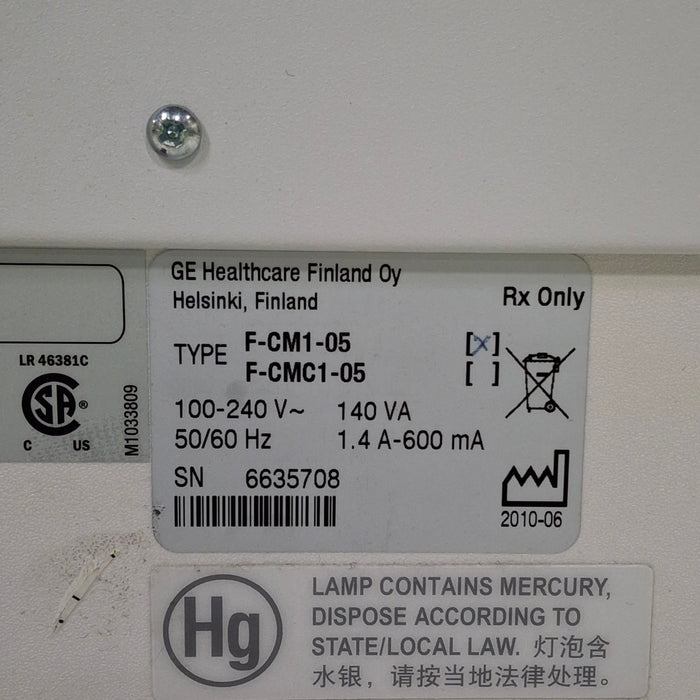 GE Healthcare Finland Oy
Helsinki, Finland
Rx Only
TYPE F-CM1-05 [x]
F-CMC1-05 [ ]
100-240 V~ 140 VA
50/60 Hz 1.4 A-600 mA
SN 6635708
2010-06
LR 46381C
SA ®
C US
M1033809
Hg
LAMP CONTAINS MERCURY,
DISPOSE ACCORDING TO
STATE/LOCAL LAW. 灯泡含
水银，请按当地法律处理。